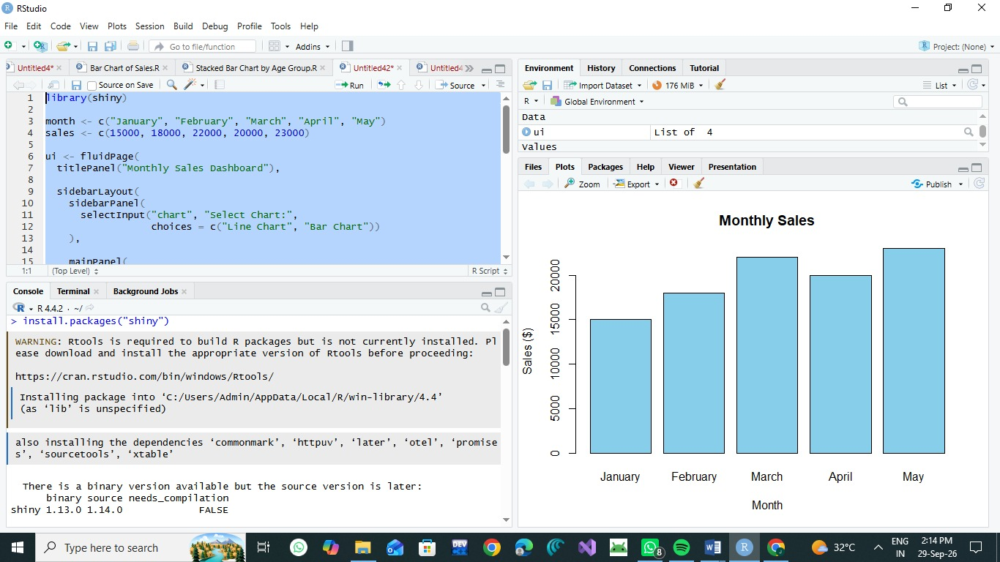 RStudio
File Edit Code View Plots Session Build Debug Profile Tools Help
Go to file/function Addins Project: (None)
Untitled4* Bar Chart of Sales.R Stacked Bar Chart by Age Group.R Untitled42* Untitled4
Source on Save Run Source
1 library(shiny)
2
3 month <- c("January", "February", "March", "April", "May")
4 sales <- c(15000, 18000, 22000, 20000, 23000)
5
6 ui <- fluidPage(
7 titlePanel("Monthly Sales Dashboard"),
8
9 sidebarLayout(
10 sidebarPanel(
11 selectInput("chart", "Select Chart:",
12 choices = c("Line Chart", "Bar Chart"))
13 ),
14
15 mainPanel(
1:1 (Top Level) R Script
Console Terminal Background Jobs
R 4.4.2 · ~/
> install.packages("shiny")
WARNING: Rtools is required to build R packages but is not currently installed. Pl
ease download and install the appropriate version of Rtools before proceeding:
https://cran.rstudio.com/bin/windows/Rtools/
Installing package into ‘C:/Users/Admin/AppData/Local/R/win-library/4.4’
(as ‘lib’ is unspecified)
also installing the dependencies ‘commonmark’, ‘httpuv’, ‘later’, ‘otel’, ‘promise
s’, ‘sourcetools’, ‘xtable’
There is a binary version available but the source version is later:
binary source needs_compilation
shiny 1.13.0 1.14.0 FALSE
Environment History Connections Tutorial
Import Dataset 176 MiB List
R Global Environment
Data
ui List of 4
Values
Files Plots Packages Help Viewer Presentation
Zoom Export Publish
Monthly Sales
Sales ($)
20000
15000
10000
5000
0
January February March April May
Month
Type here to search DEV 8 32°C ENG 2:14 PM
IN 29-Sep-26